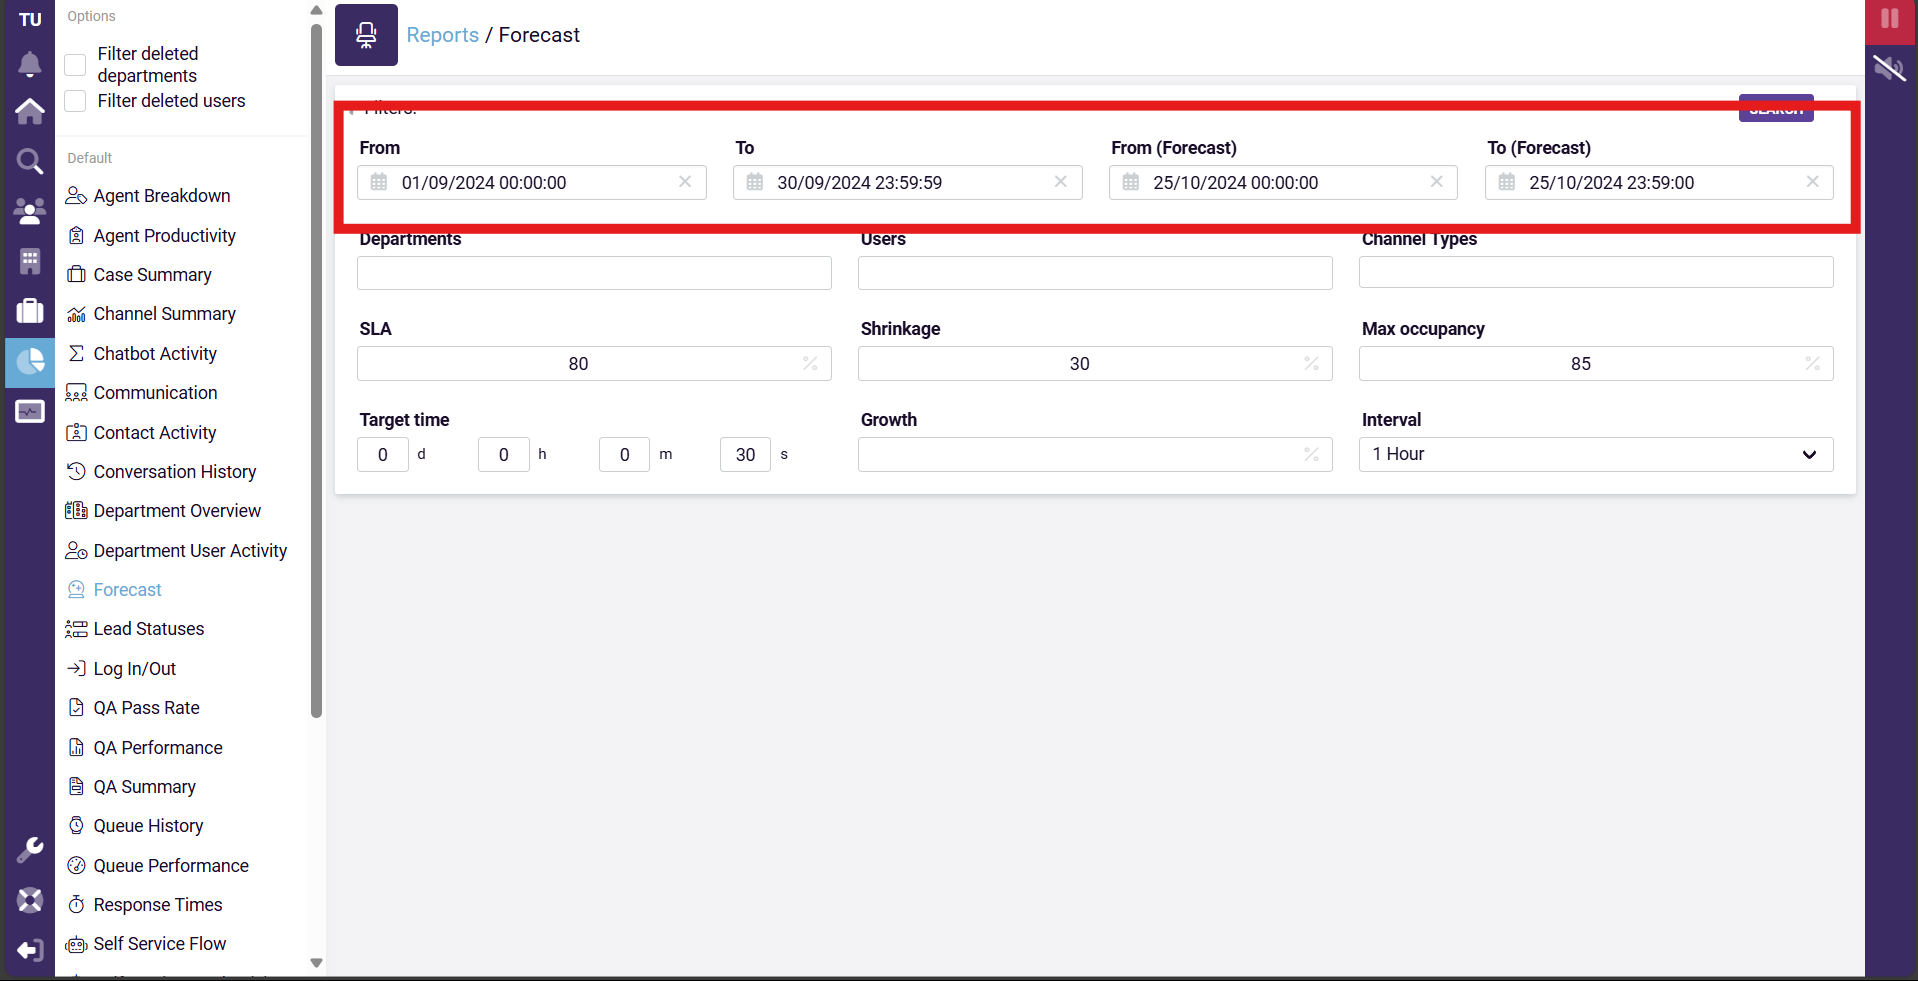 TU
Options
Filter deleted
departments
Filter deleted users
Default
Agent Breakdown
Agent Productivity
Case Summary
Channel Summary
Chatbot Activity
Communication
Contact Activity
Conversation History
Department Overview
Department User Activity
Forecast
Lead Statuses
Log In/Out
QA Pass Rate
QA Performance
QA Summary
Queue History
Queue Performance
Response Times
Self Service Flow
Reports / Forecast
Filters:
SEARCH
From To From (Forecast) To (Forecast)
01/09/2024 00:00:00 30/09/2024 23:59:59 25/10/2024 00:00:00 25/10/2024 23:59:00
Departments Users Channel Types
SLA Shrinkage Max occupancy
80 % 30 % 85 %
Target time Growth Interval
0 d 0 h 0 m 30 s % 1 Hour